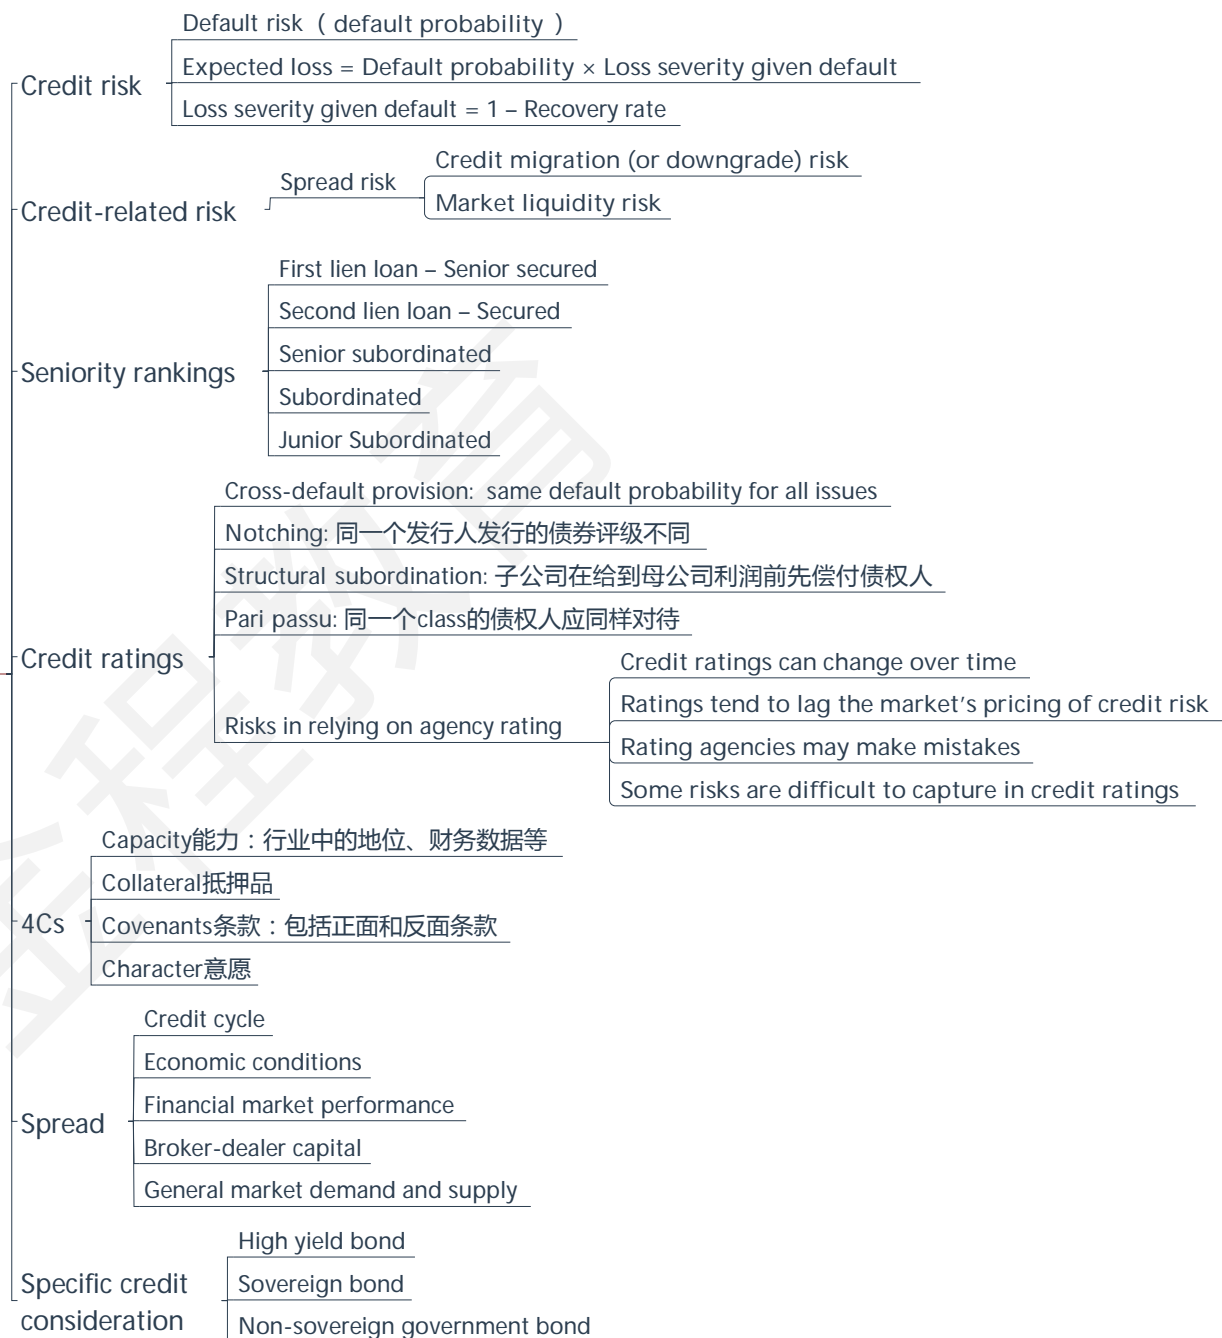 Default risk （ default probability ）
Expected loss = Default probability × Loss severity given default
Credit risk
Loss severity given default = 1 – Recovery rate
Credit migration (or downgrade) risk
Spread risk
Market liquidity risk
Credit-related risk
First lien loan – Senior secured
Second lien loan – Secured
Senior subordinated
Seniority rankings
Subordinated
Junior Subordinated
Cross-default provision: same default probability for all issues
Notching: 同一个发行人发行的债券评级不同
Structural subordination: 子公司在给到母公司利润前先偿付债权人
Pari passu: 同一个class的债权人应同样对待
Credit ratings
Credit ratings can change over time
Ratings tend to lag the market's pricing of credit risk
Risks in relying on agency rating
Rating agencies may make mistakes
Some risks are difficult to capture in credit ratings
Capacity能力：行业中的地位、财务数据等
Collateral抵押品
4Cs
Covenants条款：包括正面和反面条款
Character意愿
Credit cycle
Economic conditions
Financial market performance
Spread
Broker-dealer capital
General market demand and supply
High yield bond
Specific credit
Sovereign bond
consideration
Non-sovereign government bond
金程教育